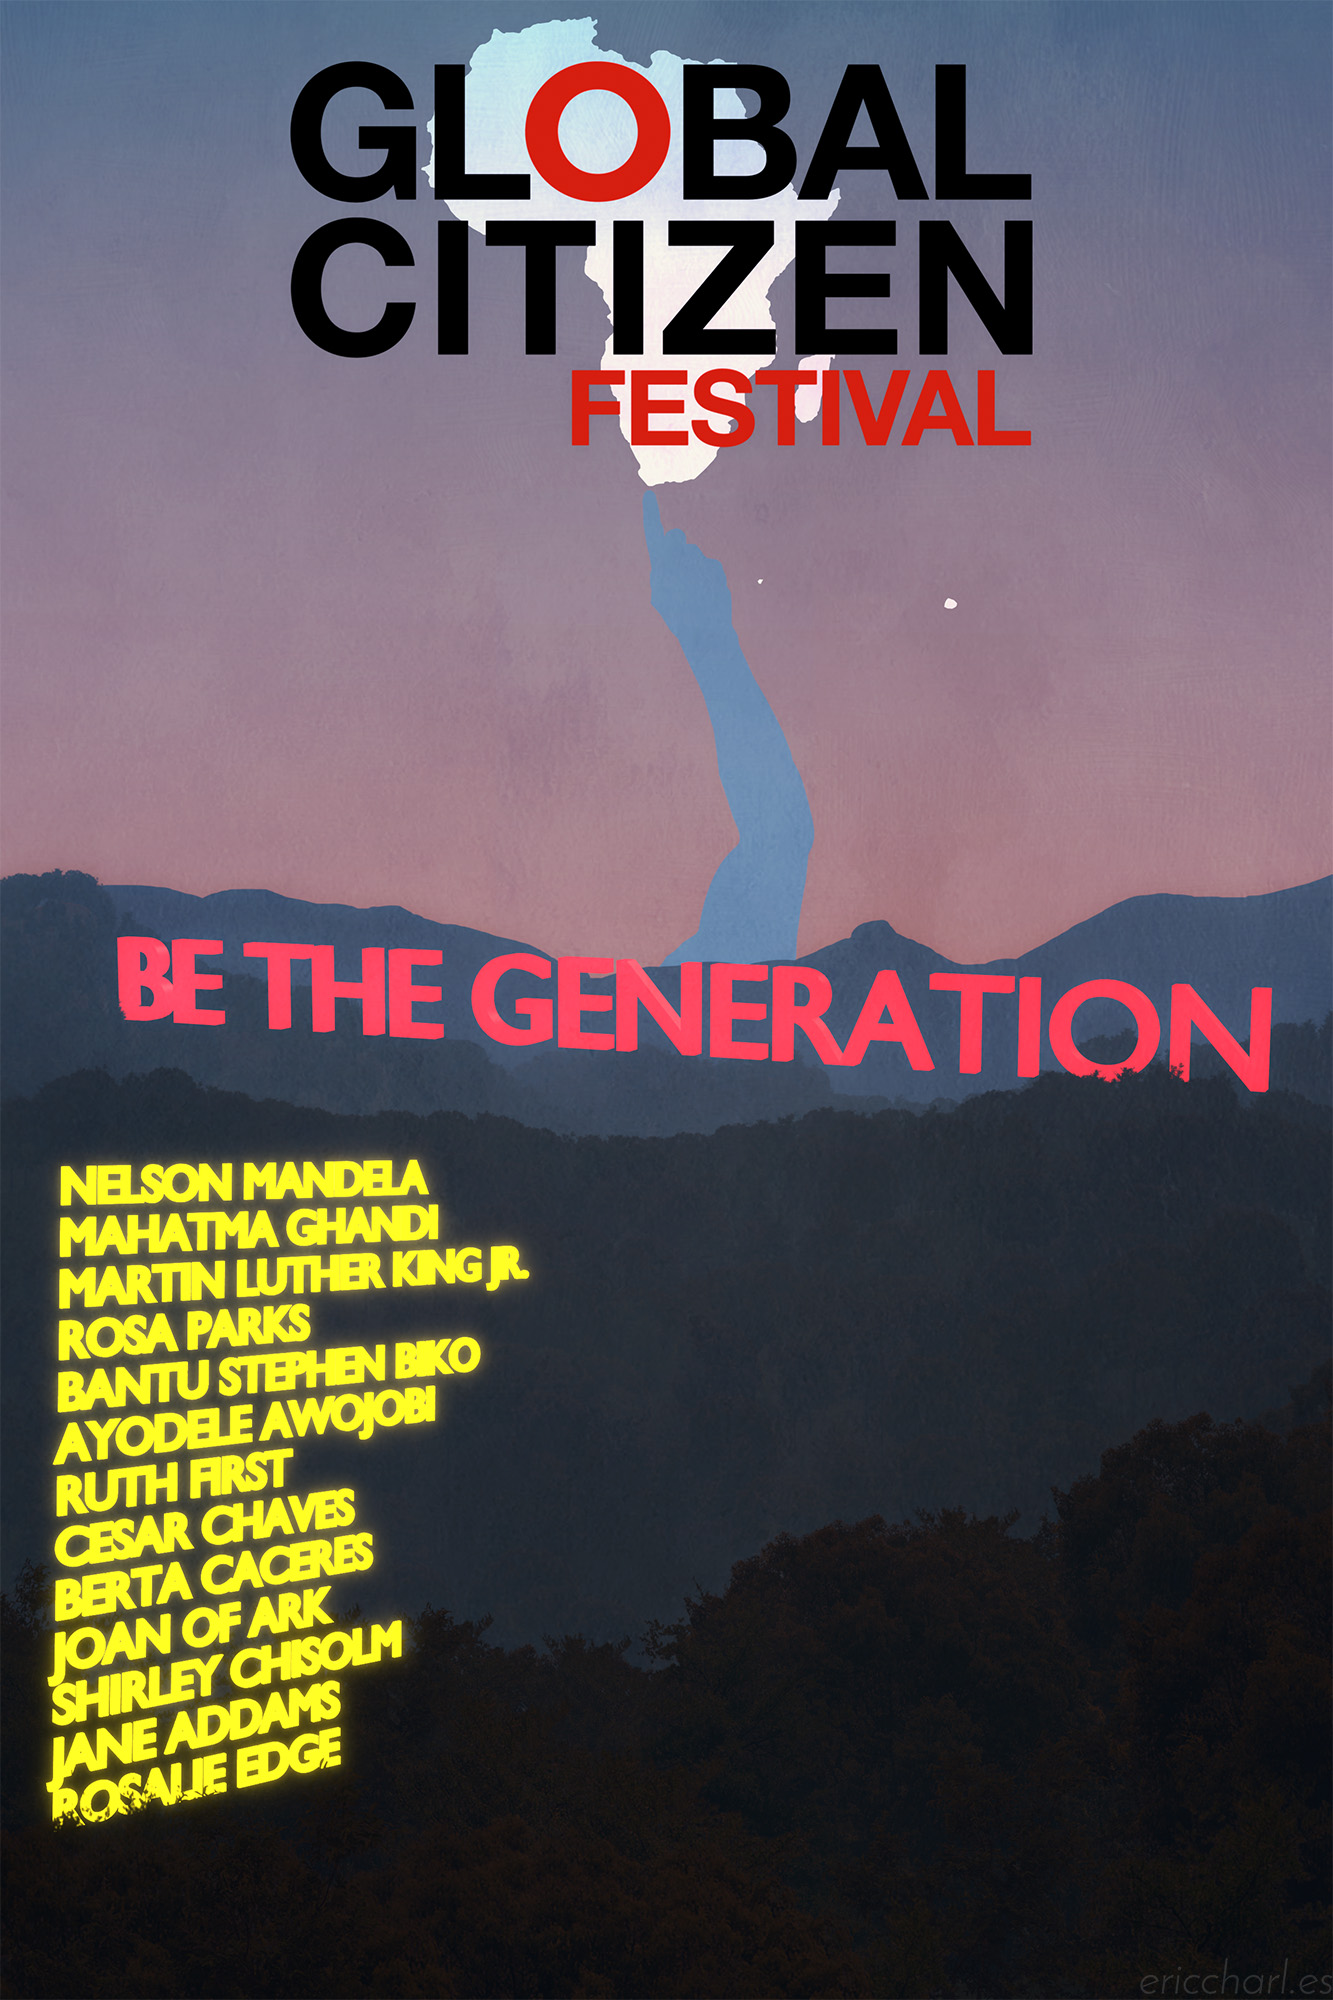 GLOBAL
CITIZEN
FESTIVAL
BE THE GENERATION
NELSON MANDELA
MAHATMA GHANDI
MARTIN LUTHER KING JR.
ROSA PARKS
BANTU STEPHEN BIKO
AYODELE AWOJOBI
RUTH FIRST
CESAR CHAVES
BERTA CACERES
JOAN OF ARK
SHIRLEY CHISOLM
JANE ADDAMS
ROSALIE EDGE
ericcharl.es